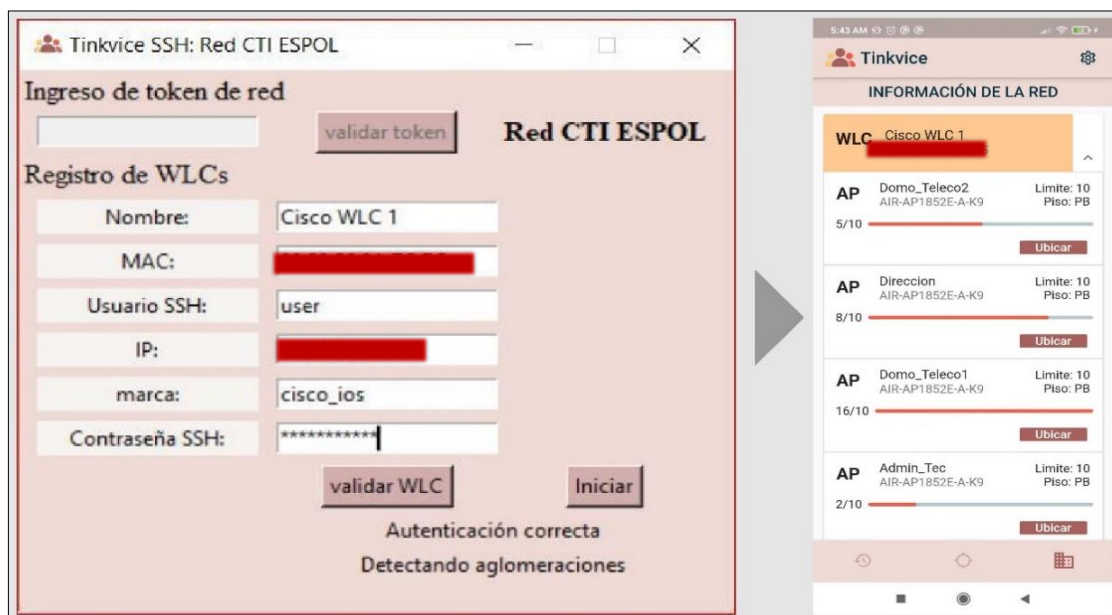 Tinkvice SSH: Red CTI ESPOL
Ingreso de token de red
validar token
Red CTI ESPOL
Registro de WLCs
Nombre: Cisco WLC 1
MAC:
Usuario SSH: user
IP:
marca: cisco_ios
Contraseña SSH: ***********
validar WLC
Iniciar
Autenticación correcta
Detectando aglomeraciones
5:43 AM
Tinkvice
INFORMACIÓN DE LA RED
WLC Cisco WLC 1
AP Domo_Teleco2 Limite: 10
AIR-AP1852E-A-K9 Piso: PB
5/10
Ubicar
AP Direccion Limite: 10
AIR-AP1852E-A-K9 Piso: PB
8/10
Ubicar
AP Domo_Teleco1 Limite: 10
AIR-AP1852E-A-K9 Piso: PB
16/10
Ubicar
AP Admin_Tec Limite: 10
AIR-AP1852E-A-K9 Piso: PB
2/10
Ubicar